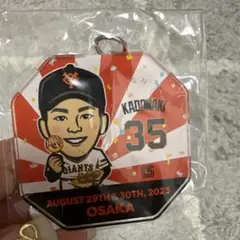 KADOWAKI
35
GIANTS
AUGUST 29TH & 30TH, 2023
OSAKA